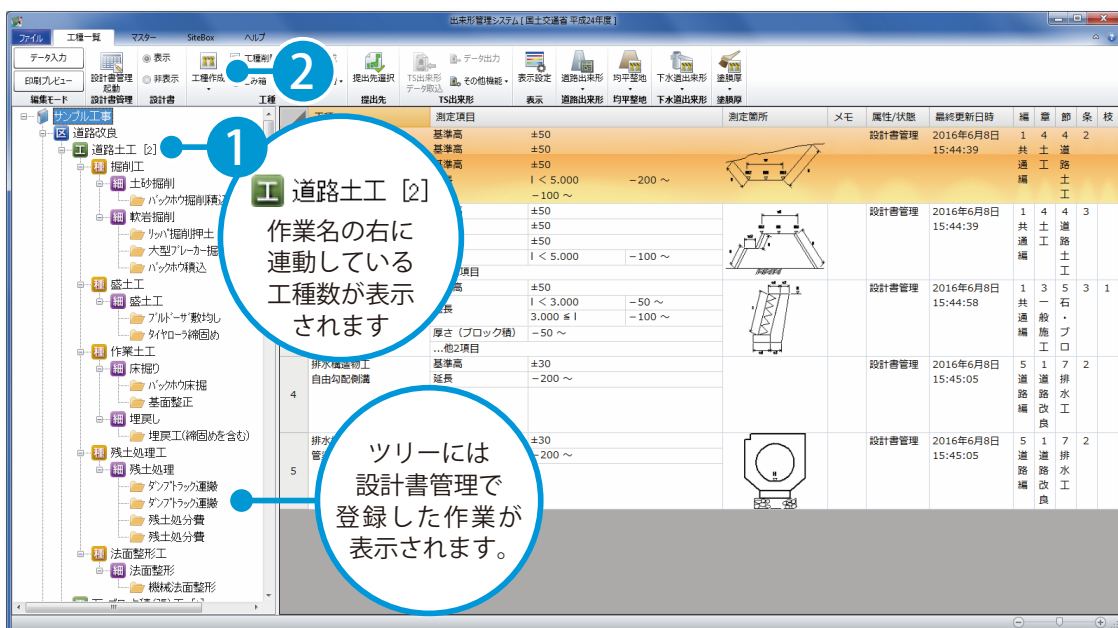 出来形管理システム [ 国土交通省 平成24年度 ]
ファイル 工種一覧 マスター SiteBox ヘルプ
データ入力
印刷プレビュー
編集モード
設計書管理
起動
設計書管理
表示
非表示
設計書
工種作成
工種
提出先選択
提出先
TS出来形
データ取込
データ出力
その他機能
TS出来形
表示設定
表示
道路出来形
道路出来形
均平整地
均平整地
下水道出来形
下水道出来形
塗膜厚
塗膜厚
サンプル工事
区 道路改良
工 道路土工 [2]
種 掘削工
細 土砂掘削
バックホウ掘削積込
細 軟岩掘削
リッパ掘削押土
大型ブレーカー掘
バックホウ積込
種 盛土工
細 盛土工
ブルドーザ敷均し
タイヤローラ締固め
種 作業土工
細 床掘り
バックホウ床掘
基面整正
細 埋戻し
埋戻工(締固めを含む)
種 残土処理工
細 残土処理
ダンプトラック運搬
ダンプトラック運搬
残土処分費
残土処分費
種 法面整形工
細 法面整形
機械法面整形
1
2
工 道路土工 [2]
作業名の右に
連動している
工種数が表示
されます
ツリーには
設計書管理で
登録した作業が
表示されます。
測定項目 測定箇所 メモ 属性/状態 最終更新日時 編 章 節 条 枝
基準高 ±50 設計書管理 2016年6月8日 1 4 4 2
基準高 ±50 15:44:39 共通編 土工 道路土工
基準高 ±50
l < 5.000 −200 ~
−100 ~
±50 設計書管理 2016年6月8日 1 4 4 3
±50 15:44:39 共通編 土工 道路土工
±50
l < 5.000 −100 ~
項目
±50 設計書管理 2016年6月8日 1 3 5 3 1
l < 3.000 −50 ~ 15:44:58 共通編 一般施工 石・ブロ
3.000 ≦ l −100 ~
厚さ（ブロック積） −50 ~
...他2項目
4 排水構造物工 基準高 ±30 設計書管理 2016年6月8日 5 1 7 2
自由勾配側溝 延長 −200 ~ 15:45:05 道路編 道路改良 排水工
5 ±30 設計書管理 2016年6月8日 5 1 7 2
−200 ~ 15:45:05 道路編 道路改良 排水工